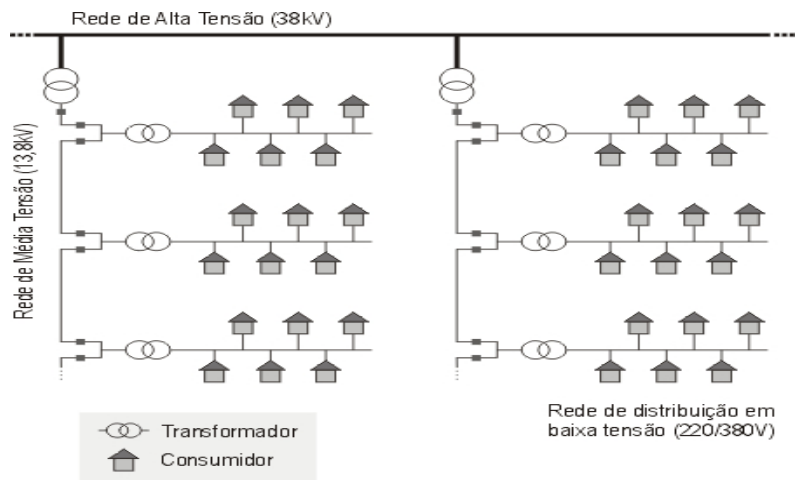 Rede de Alta Tensão (38kV)
Rede de Média Tensão (13,8kV)
Rede de distribuição em
baixa tensão (220/380V)
Transformador
Consumidor